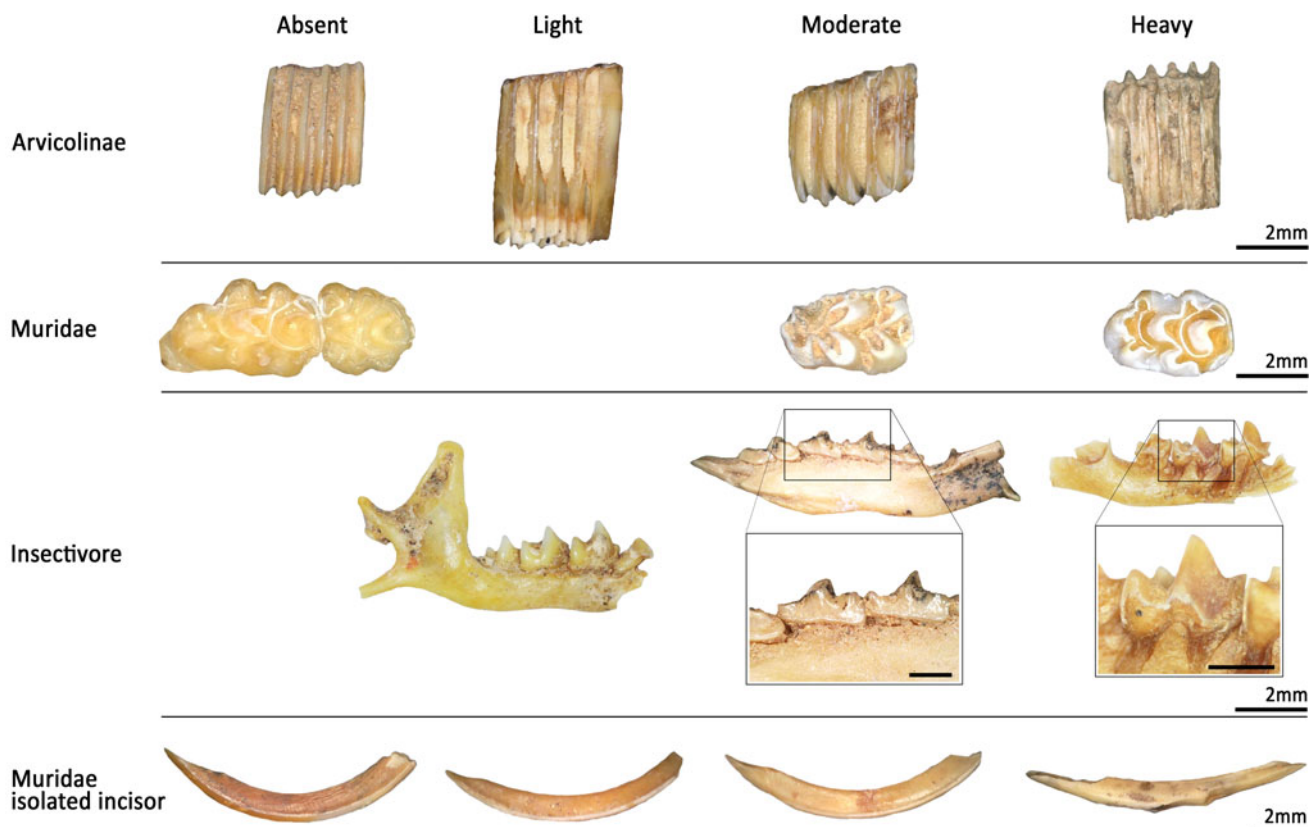 Absent Light Moderate Heavy
Arvicolinae
2mm
Muridae
2mm
Insectivore
2mm
Muridae
isolated incisor
2mm